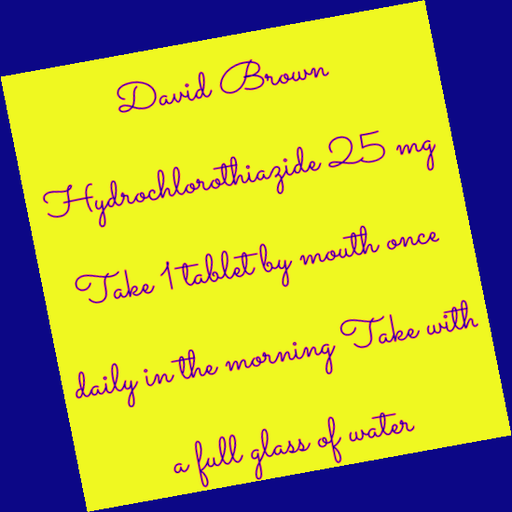 David Brown
Hydrochlorothiazide 25 mg
Take 1 tablet by mouth once
daily in the morning Take with
a full glass of water